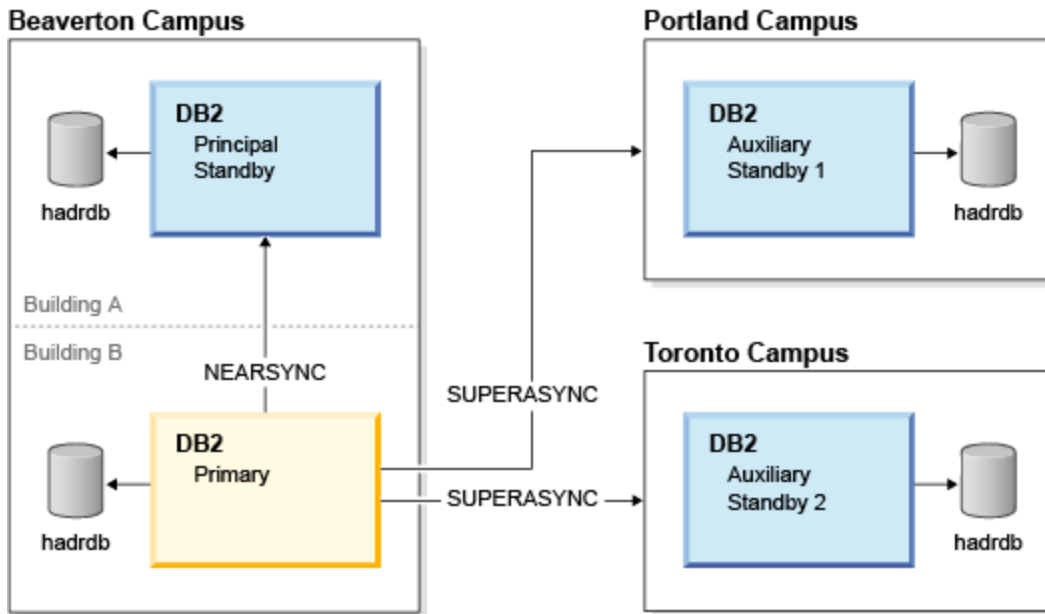 Beaverton Campus
DB2
Principal
Standby
hadrdb
Building A
Building B
NEARSYNC
DB2
Primary
hadrdb
SUPERASYNC
SUPERASYNC
Portland Campus
DB2
Auxiliary
Standby 1
hadrdb
Toronto Campus
DB2
Auxiliary
Standby 2
hadrdb